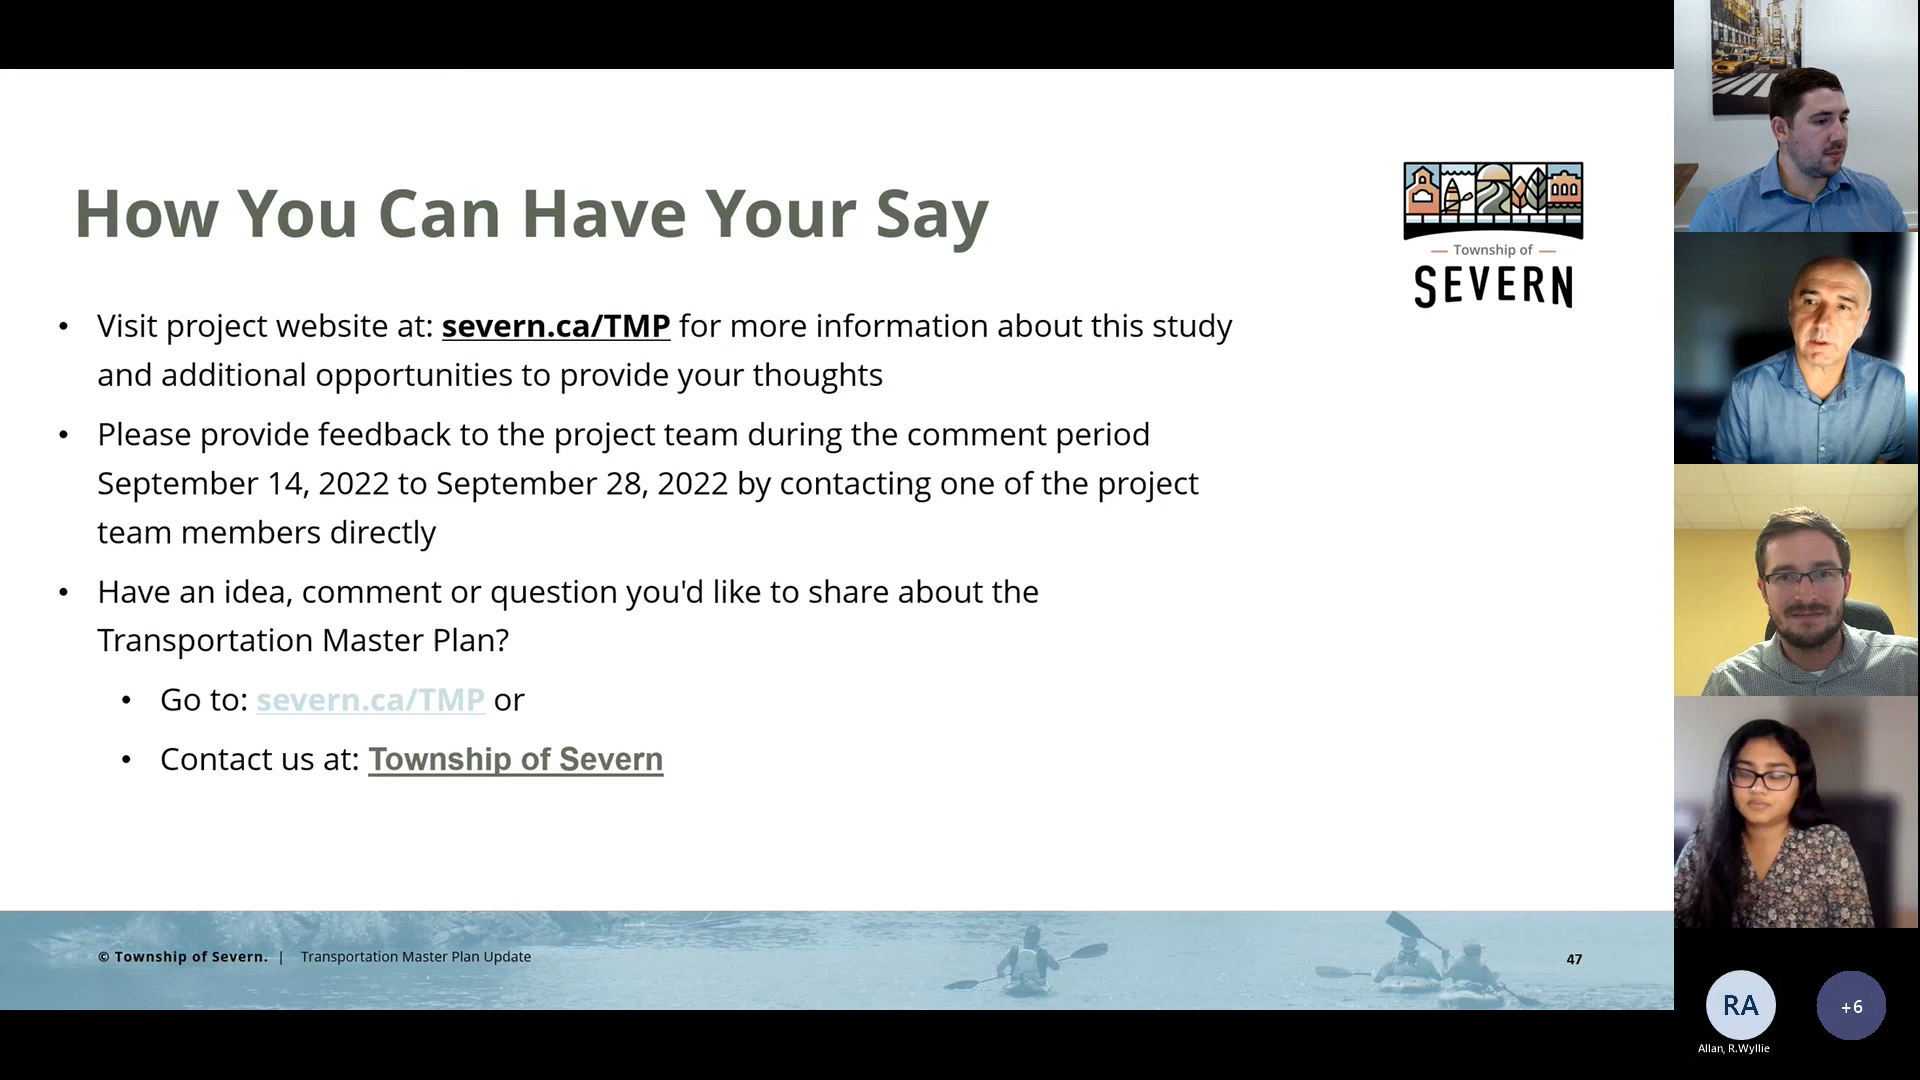 How You Can Have Your Say
Township of
SEVERN
• Visit project website at: severn.ca/TMP for more information about this study
and additional opportunities to provide your thoughts
• Please provide feedback to the project team during the comment period
September 14, 2022 to September 28, 2022 by contacting one of the project
team members directly
• Have an idea, comment or question you'd like to share about the
Transportation Master Plan?
• Go to: severn.ca/TMP or
• Contact us at: Township of Severn
© Township of Severn. | Transportation Master Plan Update
47
RA
+6
Allan, R.Wyllie